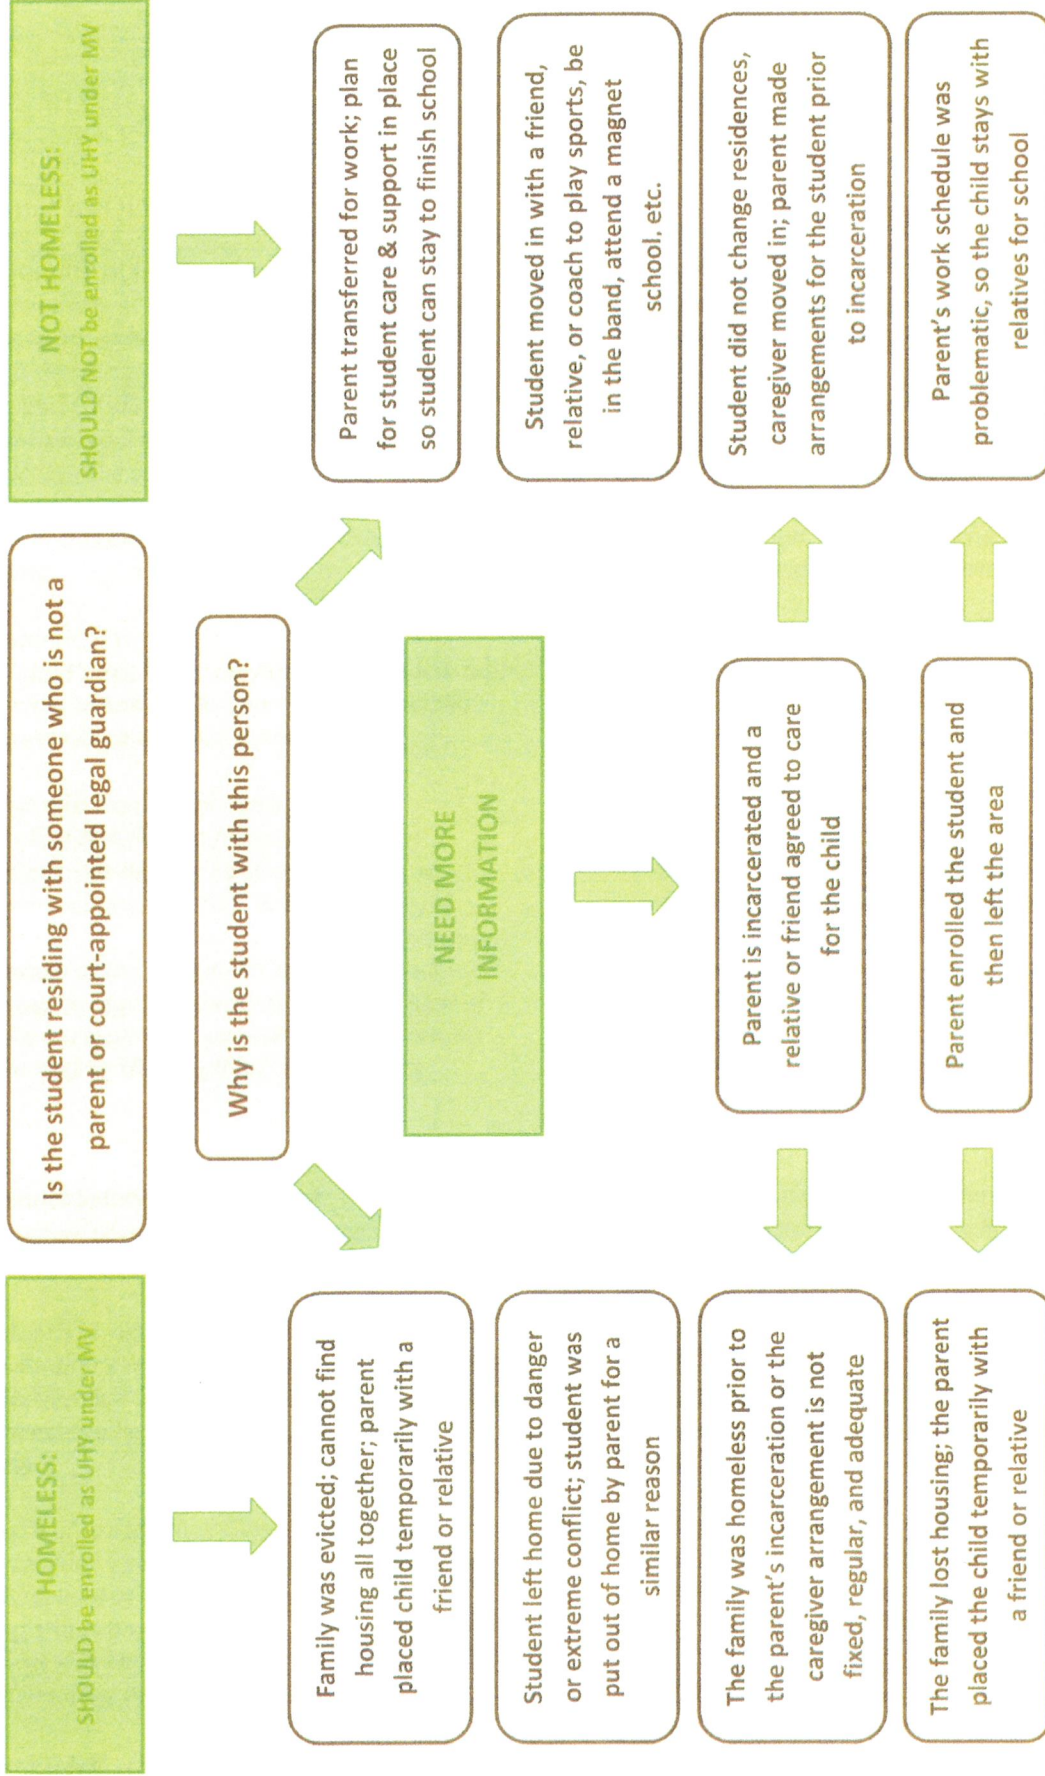 HOMELESS:
SHOULD be enrolled as UHY under MV
Is the student residing with someone who is not a
parent or court-appointed legal guardian?
NOT HOMELESS:
SHOULD NOT be enrolled as UHY under MV
Why is the student with this person?
Family was evicted; cannot find
housing all together; parent
placed child temporarily with a
friend or relative
Parent transferred for work; plan
for student care & support in place
so student can stay to finish school
NEED MORE
INFORMATION
Student left home due to danger
or extreme conflict; student was
put out of home by parent for a
similar reason
Student moved in with a friend,
relative, or coach to play sports, be
in the band, attend a magnet
school, etc.
The family was homeless prior to
the parent's incarceration or the
caregiver arrangement is not
fixed, regular, and adequate
Parent is incarcerated and a
relative or friend agreed to care
for the child
Student did not change residences,
caregiver moved in; parent made
arrangements for the student prior
to incarceration
The family lost housing; the parent
placed the child temporarily with
a friend or relative
Parent enrolled the student and
then left the area
Parent's work schedule was
problematic, so the child stays with
relatives for school